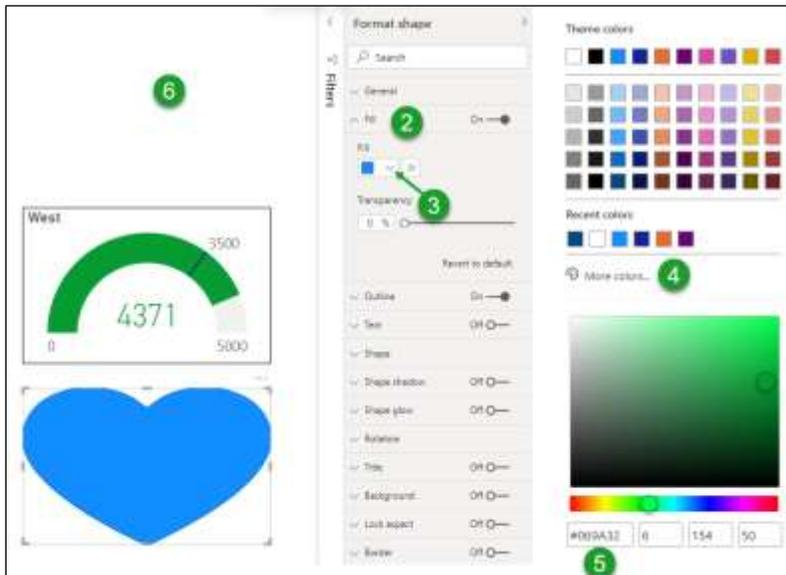 6
West
3500
4371
0
5000
Filters
Format shape
Search
General
2
Fill
On
Fill
3
Transparency
0 %
Revert to default
Outline
On
Text
Off
Shape
Shape shadow
Off
Shape glow
Off
Rotation
Title
Off
Background
Off
Lock aspect
Off
Border
Off
Theme colors
Recent colors
More colors...
4
#069A32
6
154
50
5